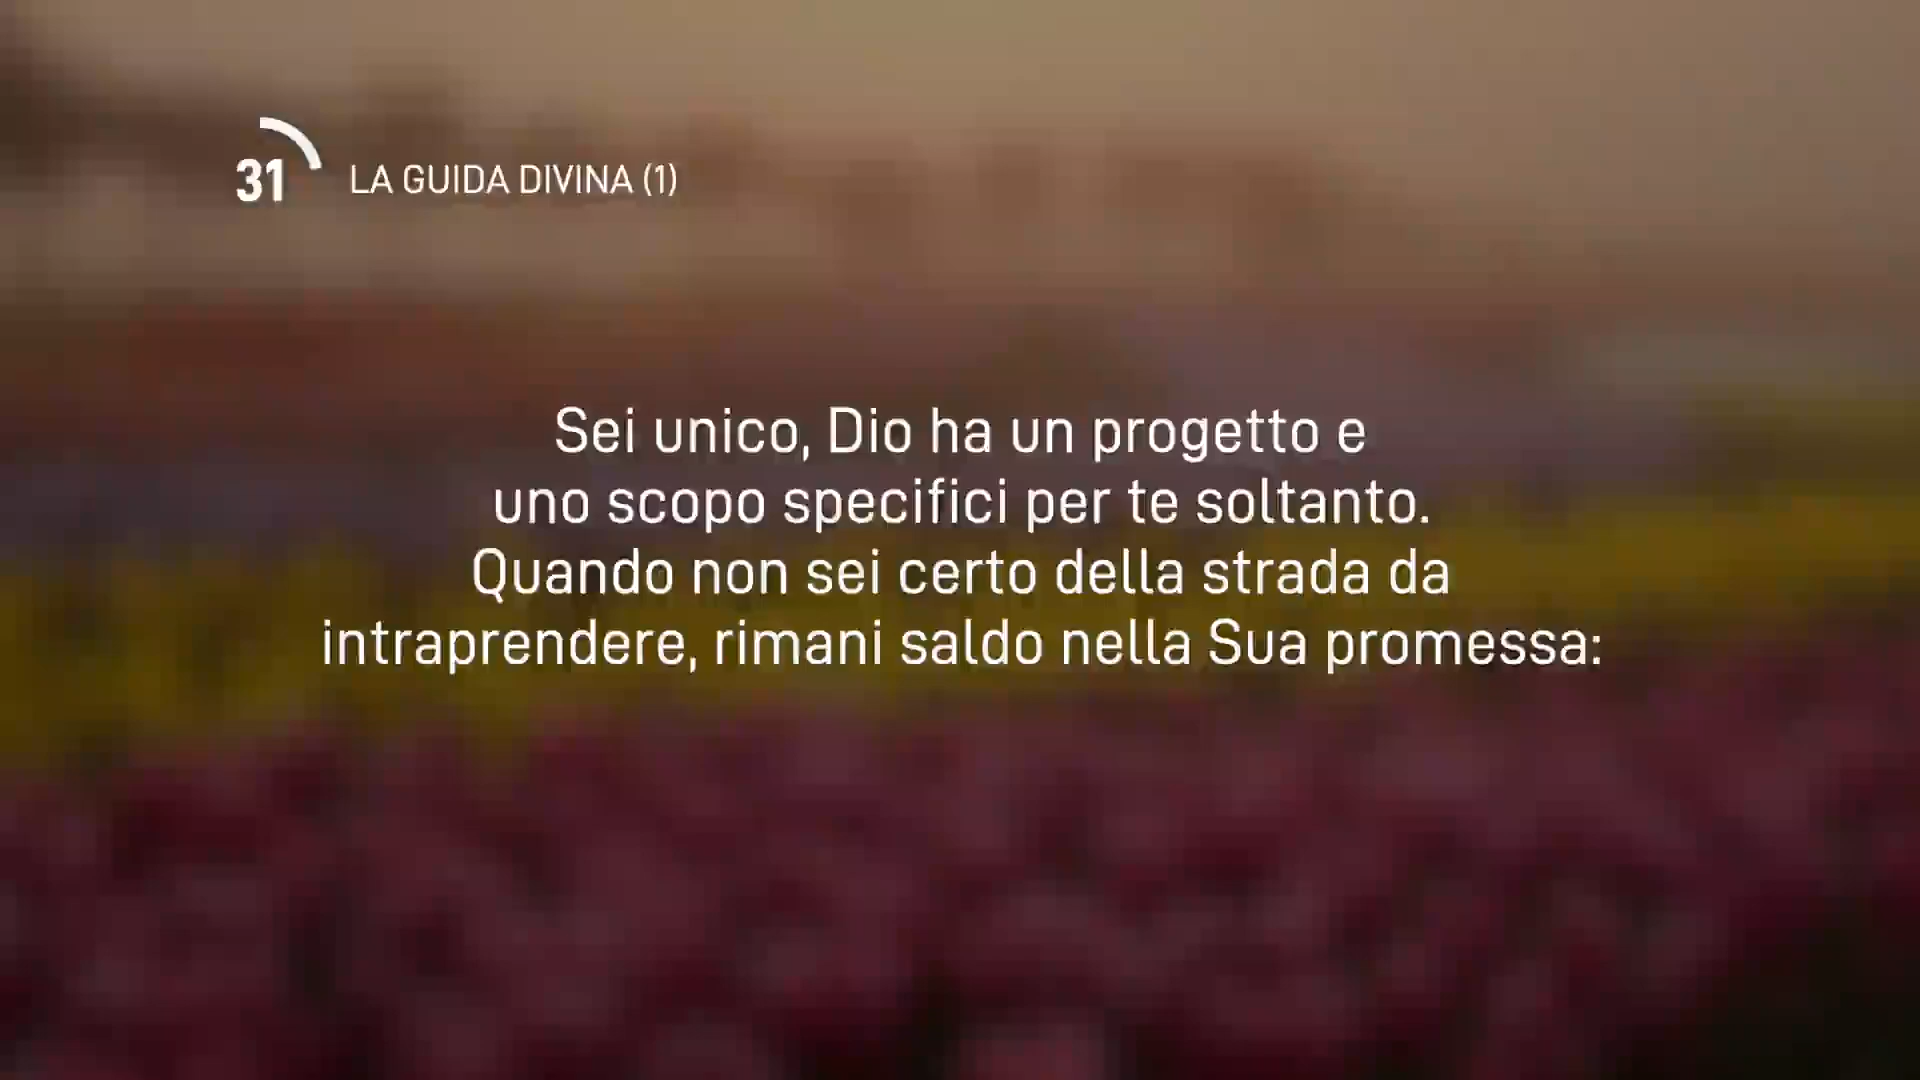 31 LA GUIDA DIVINA (1)
Sei unico, Dio ha un progetto e
uno scopo specifici per te soltanto.
Quando non sei certo della strada da
intraprendere, rimani saldo nella Sua promessa: